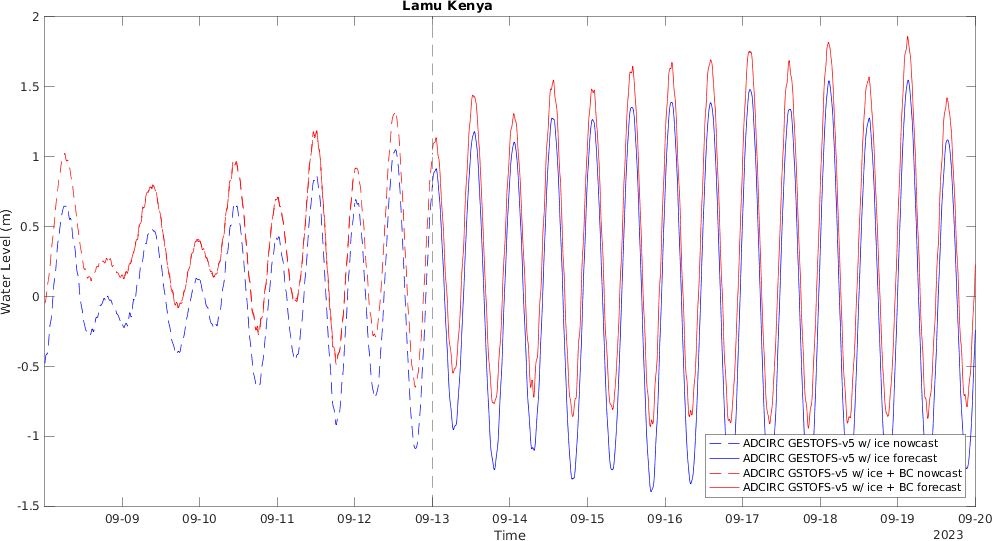 Lamu Kenya
Water Level (m)
2
1.5
1
0.5
0
-0.5
-1
-1.5
ADCIRC GESTOFS-v5 w/ ice nowcast
ADCIRC GESTOFS-v5 w/ ice forecast
ADCIRC GSTOFS-v5 w/ ice + BC nowcast
ADCIRC GSTOFS-v5 w/ ice + BC forecast
09-09 09-10 09-11 09-12 09-13 09-14 09-15 09-16 09-17 09-18 09-19 09-20
Time
2023